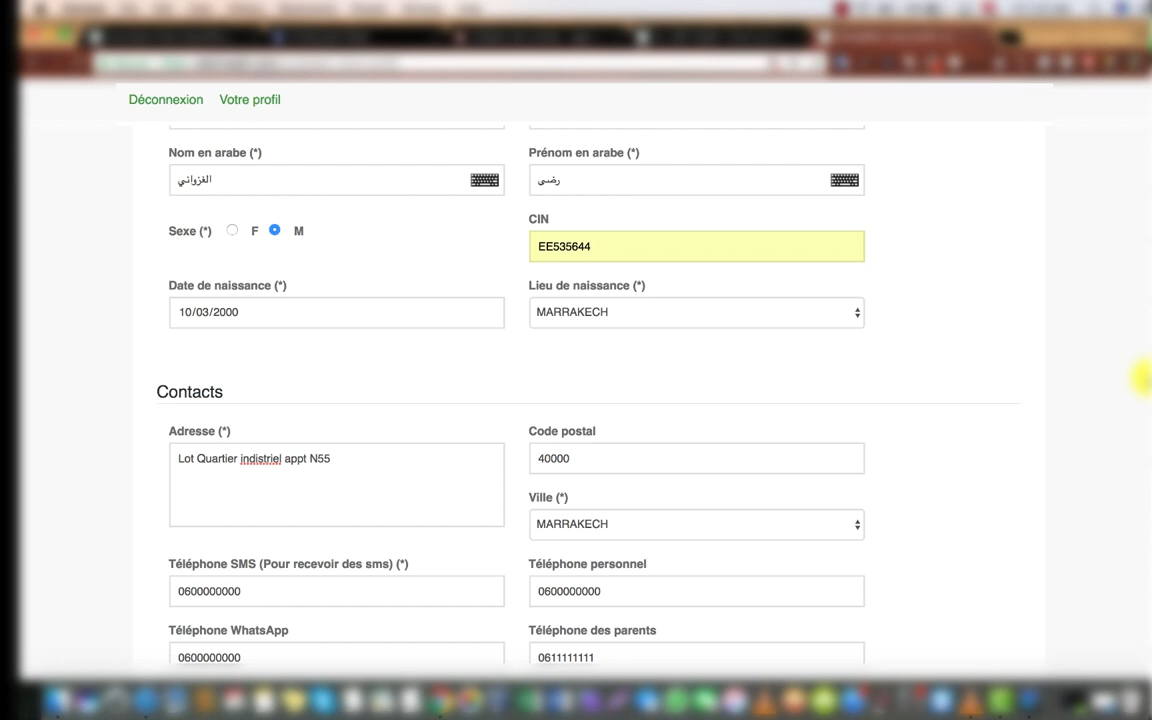 Déconnexion Votre profil
Nom en arabe (*) Prénom en arabe (*)
الغزواني رضى
Sexe (*) F M CIN
EE535644
Date de naissance (*) Lieu de naissance (*)
10/03/2000 MARRAKECH
Contacts
Adresse (*) Code postal
Lot Quartier indistriel appt N55 40000
Ville (*)
MARRAKECH
Téléphone SMS (Pour recevoir des sms) (*) Téléphone personnel
0600000000 0600000000
Téléphone WhatsApp Téléphone des parents
0600000000 0611111111